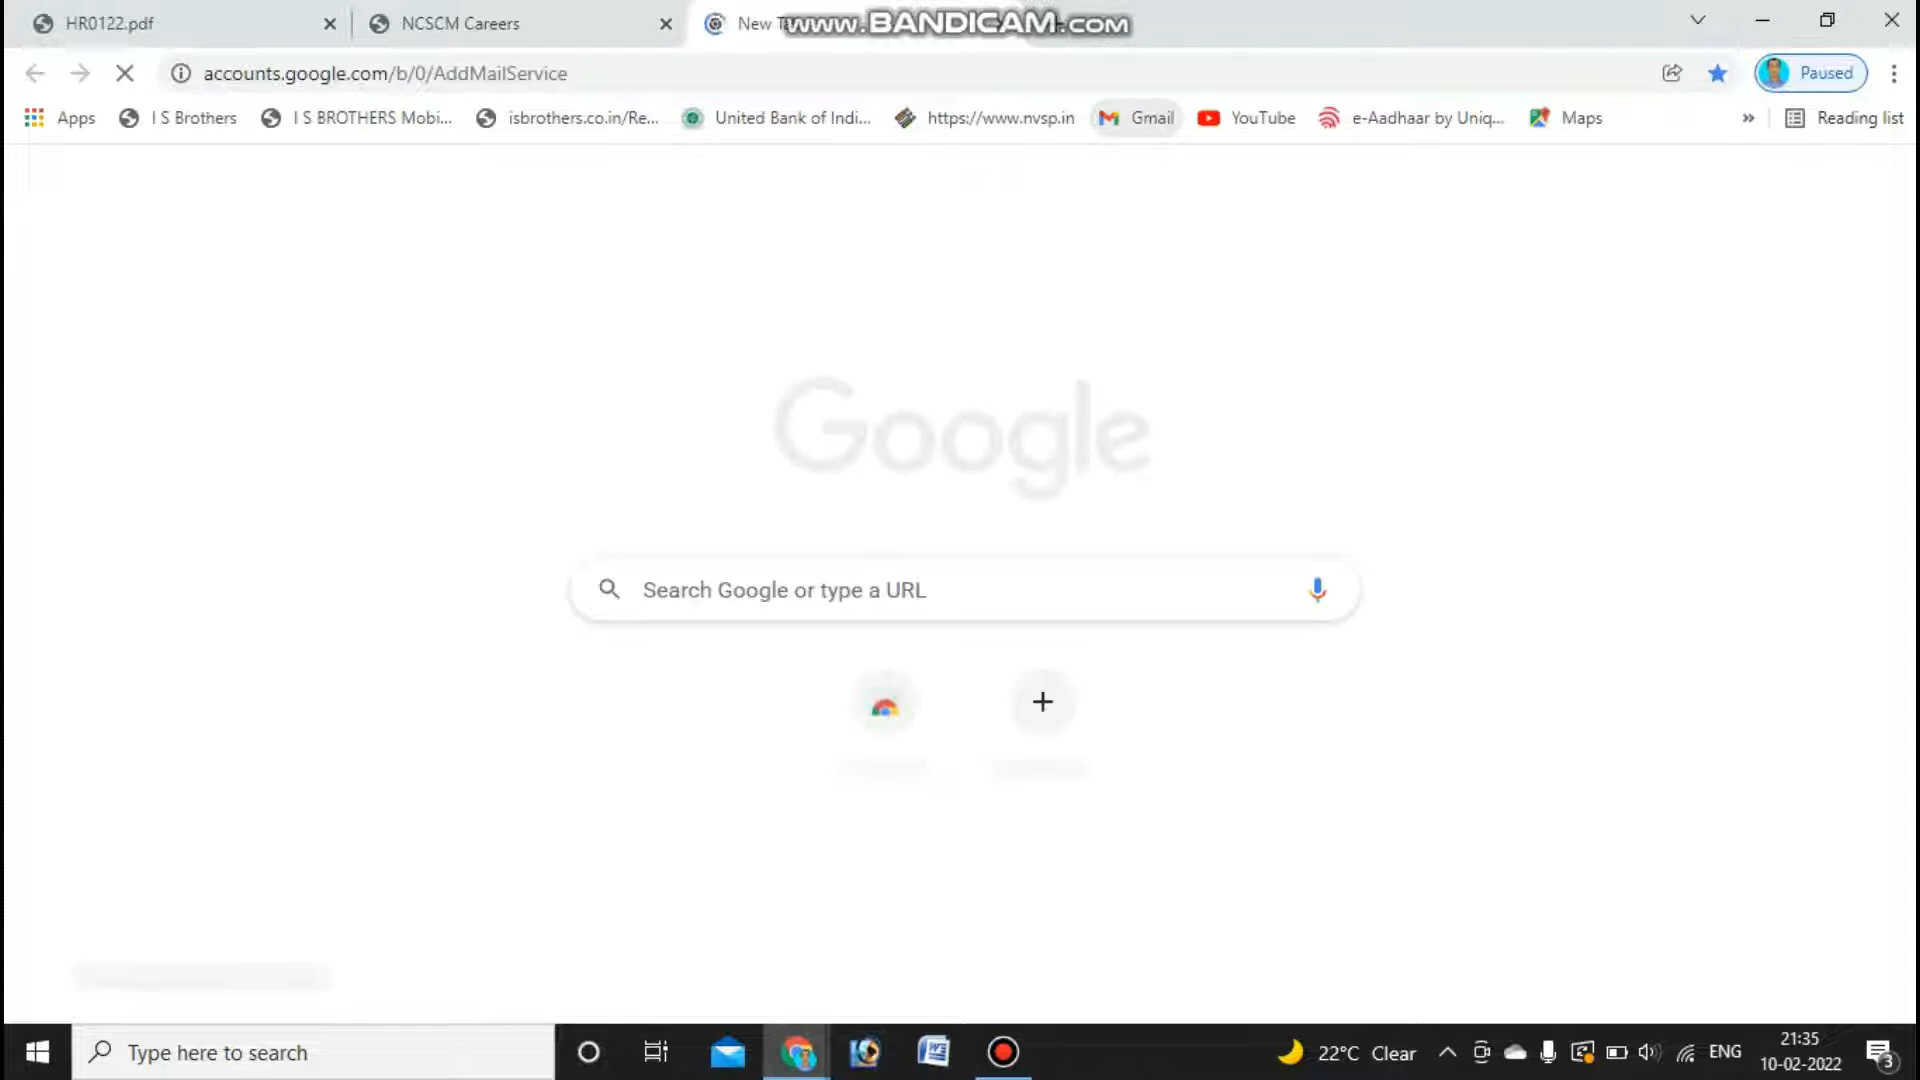 HR0122.pdf
NCSCM Careers
New T
www.BANDICAM.com
accounts.google.com/b/0/AddMailService
Paused
Apps
I S Brothers
I S BROTHERS Mobi...
isbrothers.co.in/Re...
United Bank of Indi...
https://www.nvsp.in
Gmail
YouTube
e-Aadhaar by Uniq...
Maps
»
Reading list
Google
Search Google or type a URL
Type here to search
22°C Clear
ENG
21:35
10-02-2022
3